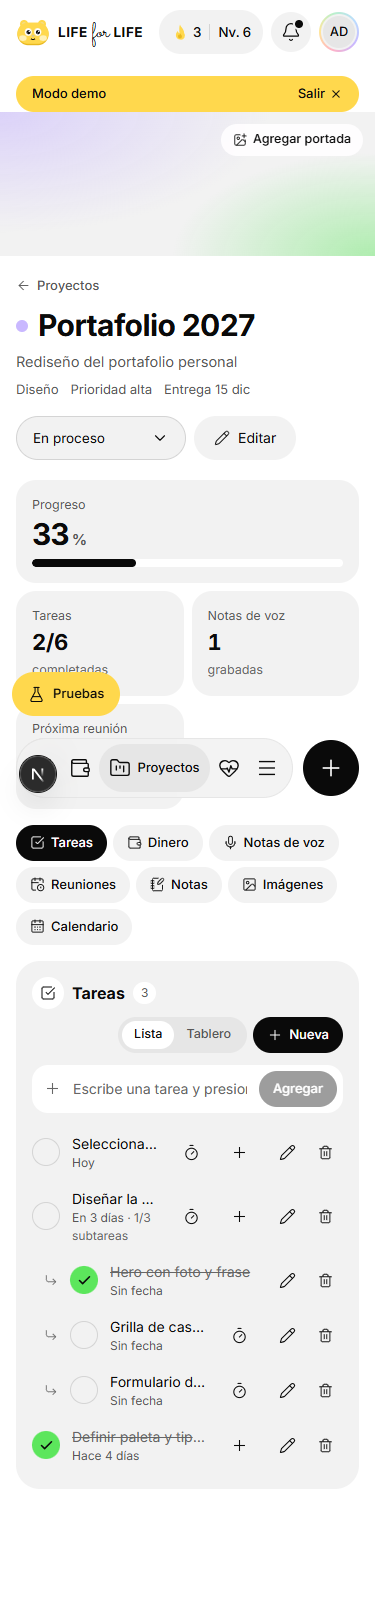 LIFE for LIFE
3
Nv. 6
AD
Modo demo
Salir
Agregar portada
Proyectos
Portafolio 2027
Rediseño del portafolio personal
Diseño Prioridad alta Entrega 15 dic
En proceso
Editar
Progreso
33 %
Tareas
2/6
completadas
Notas de voz
1
grabadas
Pruebas
Próxima reunión
N
Proyectos
Tareas
Dinero
Notas de voz
Reuniones
Notas
Imágenes
Calendario
Tareas 3
Lista
Tablero
Nueva
Escribe una tarea y presion
Agregar
Selecciona...
Hoy
Diseñar la ...
En 3 días · 1/3
subtareas
Hero con foto y frase
Sin fecha
Grilla de cas...
Sin fecha
Formulario d...
Sin fecha
Definir paleta y tip...
Hace 4 días